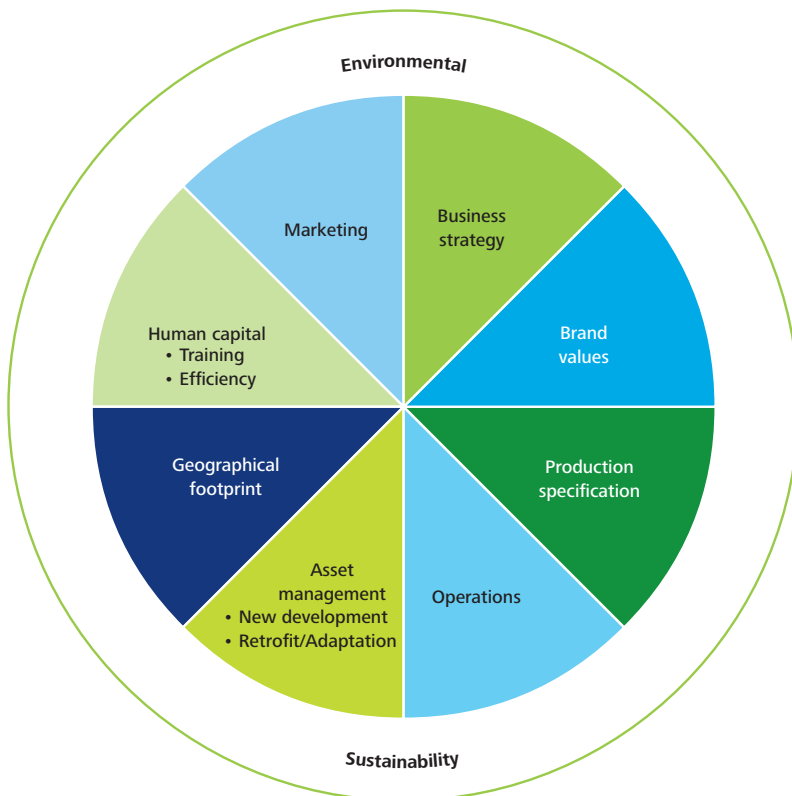 Environmental
Marketing
Business
strategy
Human capital
• Training
• Efficiency
Brand
values
Geographical
footprint
Production
specification
Asset
management
• New development
• Retrofit/Adaptation
Operations
Sustainability